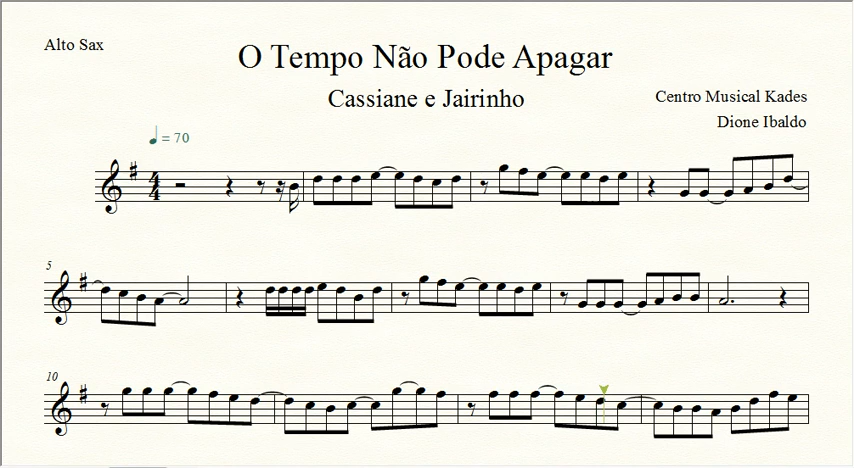 Alto Sax
O Tempo Não Pode Apagar
Cassiane e Jairinho
Centro Musical Kades
Dione Ibaldo
= 70
4
4
5
10